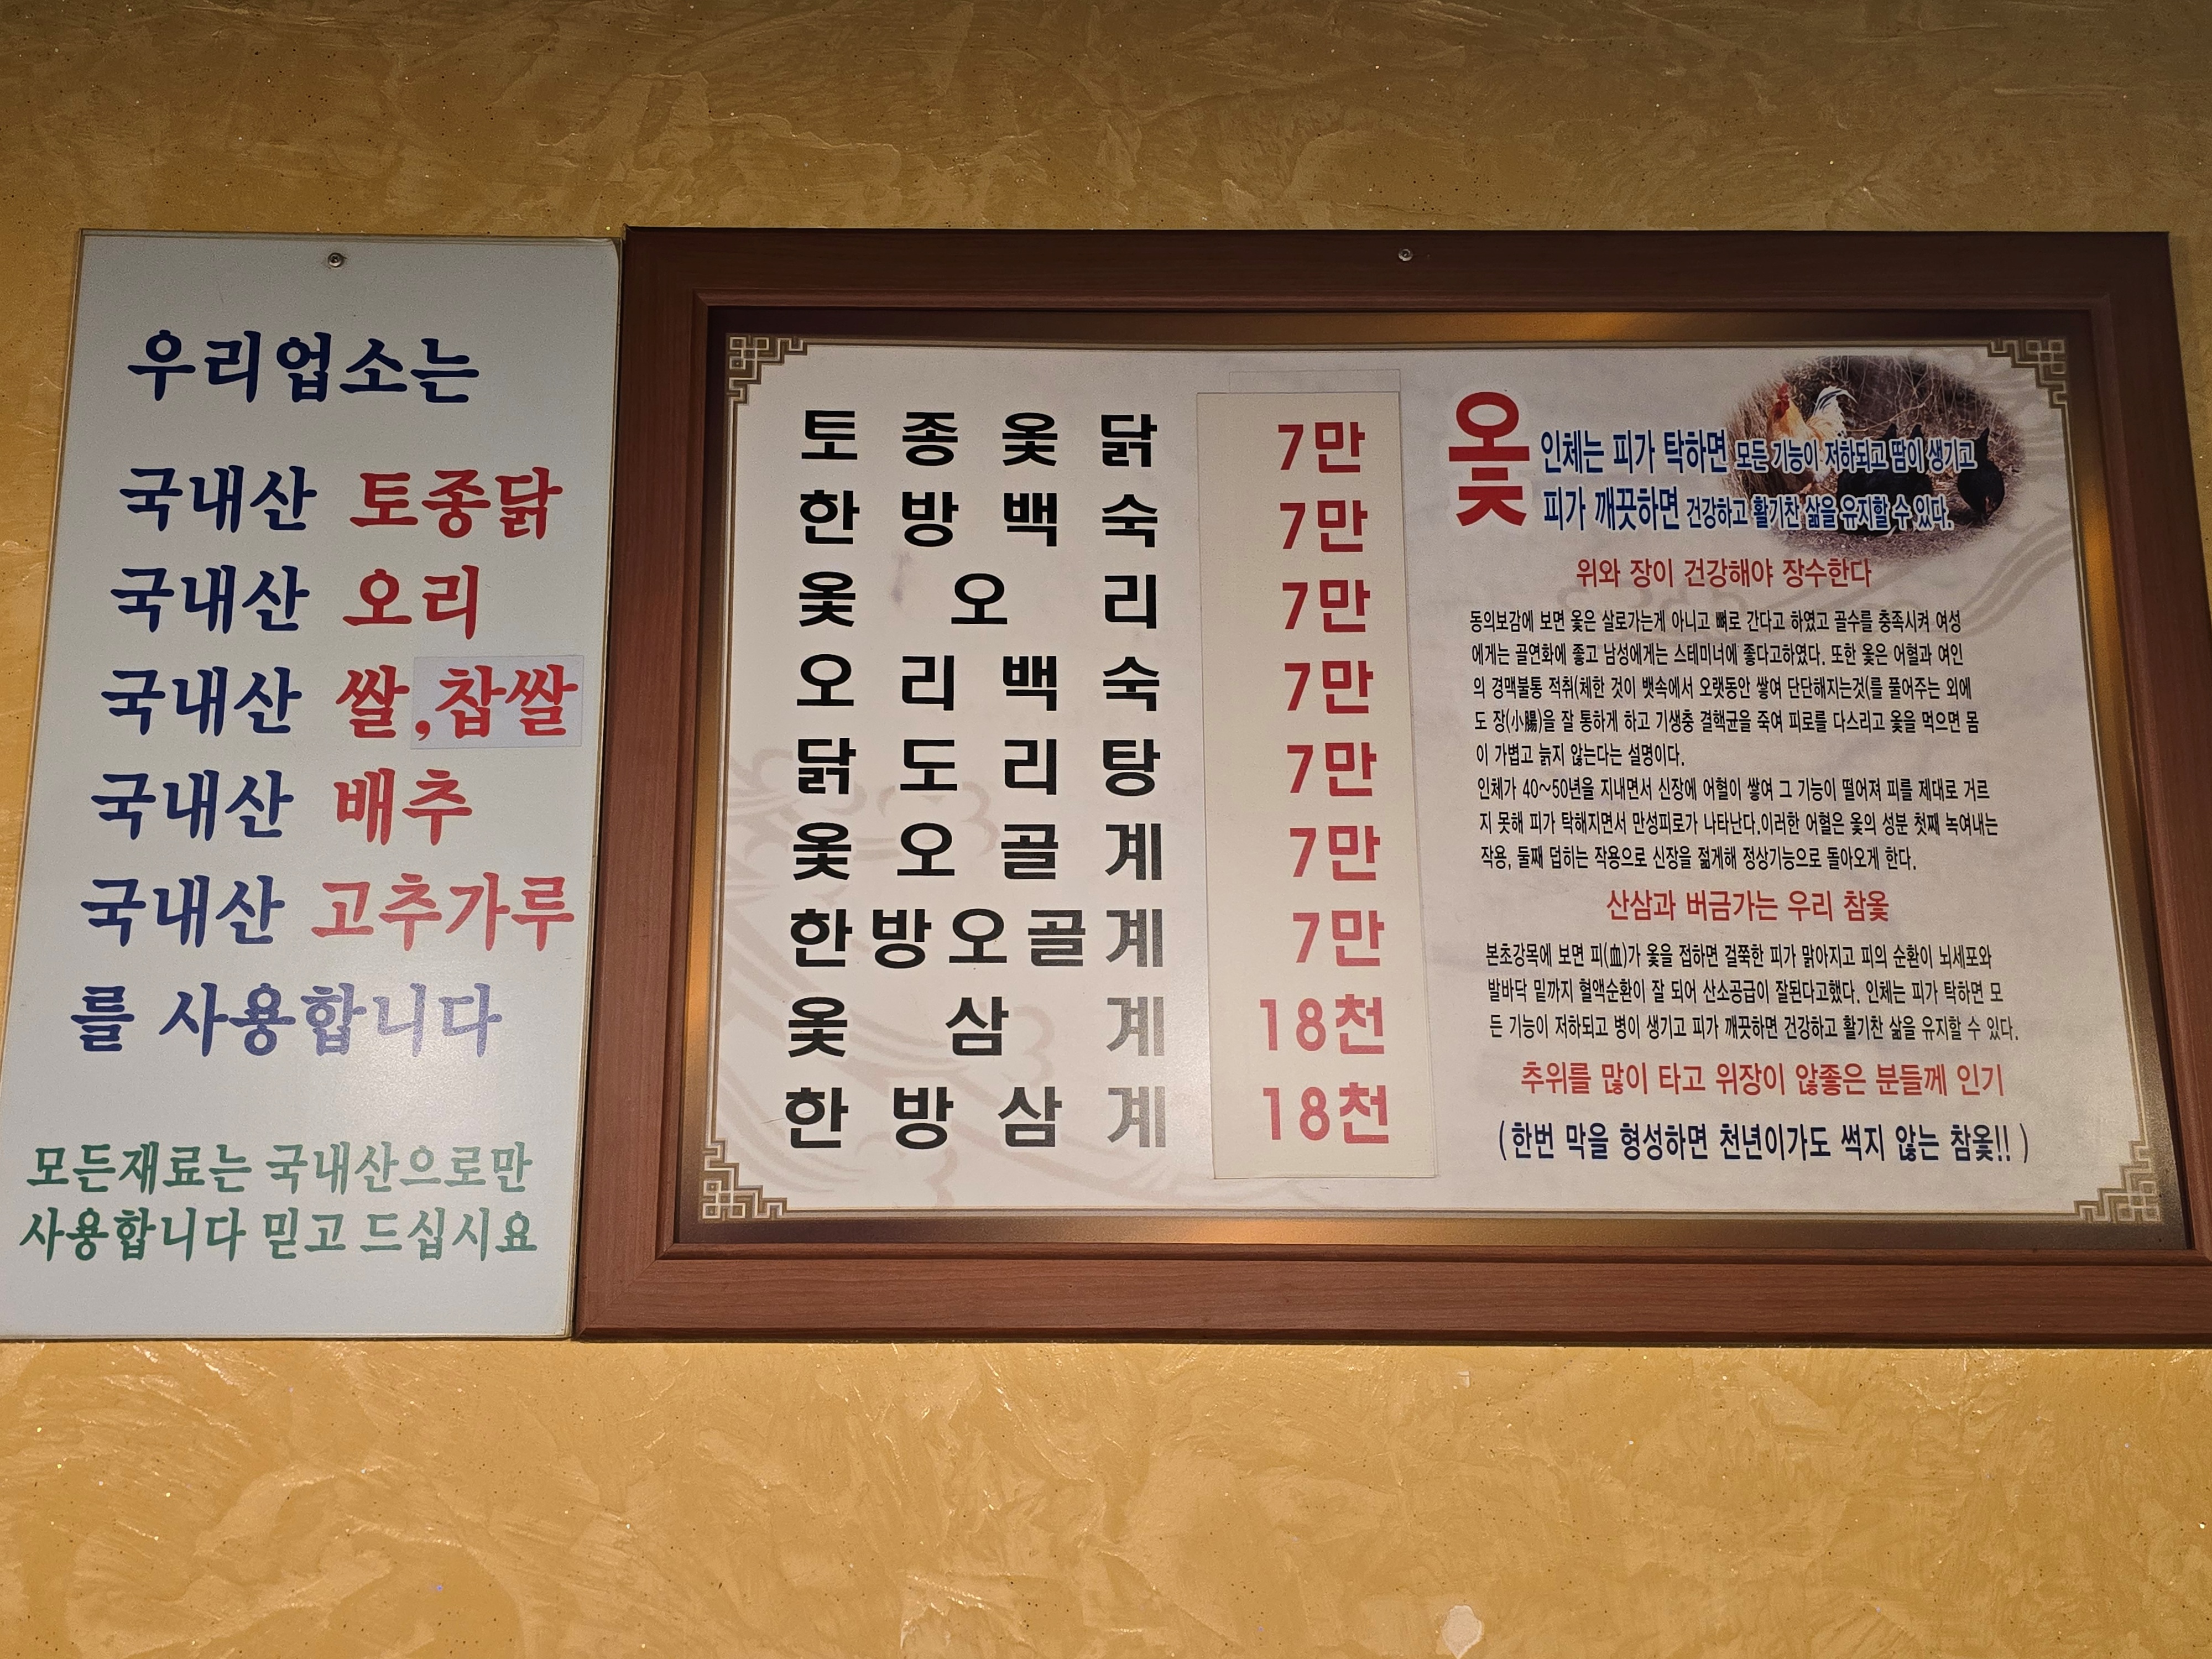 우리업소는
국내산 토종닭
국내산 오리
국내산 쌀,찹쌀
국내산 배추
국내산 고추가루
를 사용합니다
모든재료는 국내산으로만
사용합니다 믿고 드십시요
토종옻닭 7만
한방백숙 7만
옻오리 7만
오리백숙 7만
닭도리탕 7만
옻오골계 7만
한방오골계 7만
옻삼계 18천
한방삼계 18천
옻
인체는 피가 탁하면 모든 기능이 저하되고 땀이 생기고
피가 깨끗하면 건강하고 활기찬 삶을 유지할 수 있다.
위와 장이 건강해야 장수한다
동의보감에 보면 옻은 살로가는게 아니고 뼈로 간다고 하였고 골수를 충족시켜 여성
에게는 골연화에 좋고 남성에게는 스테미너에 좋다고하였다. 또한 옻은 어혈과 여인
의 경맥불통 적취(체한 것이 뱃속에서 오랫동안 쌓여 단단해지는것(를 풀어주는 외에
도 장(小腸)을 잘 통하게 하고 기생충 결핵균을 죽여 피로를 다스리고 옻을 먹으면 몸
이 가볍고 늙지 않는다는 설명이다.
인체가 40~50년을 지내면서 신장에 어혈이 쌓여 그 기능이 떨어져 피를 제대로 거르
지 못해 피가 탁해지면서 만성피로가 나타난다.이러한 어혈은 옻의 성분 첫째 녹여내는
작용, 둘째 덥히는 작용으로 신장을 젊게해 정상기능으로 돌아오게 한다.
산삼과 버금가는 우리 참옻
본초강목에 보면 피(血)가 옻을 접하면 걸쭉한 피가 맑아지고 피의 순환이 뇌세포와
발바닥 밑까지 혈액순환이 잘 되어 산소공급이 잘된다고했다. 인체는 피가 탁하면 모
든 기능이 저하되고 병이 생기고 피가 깨끗하면 건강하고 활기찬 삶을 유지할 수 있다.
추위를 많이 타고 위장이 않좋은 분들께 인기
(한번 막을 형성하면 천년이가도 썩지 않는 참옻!!)